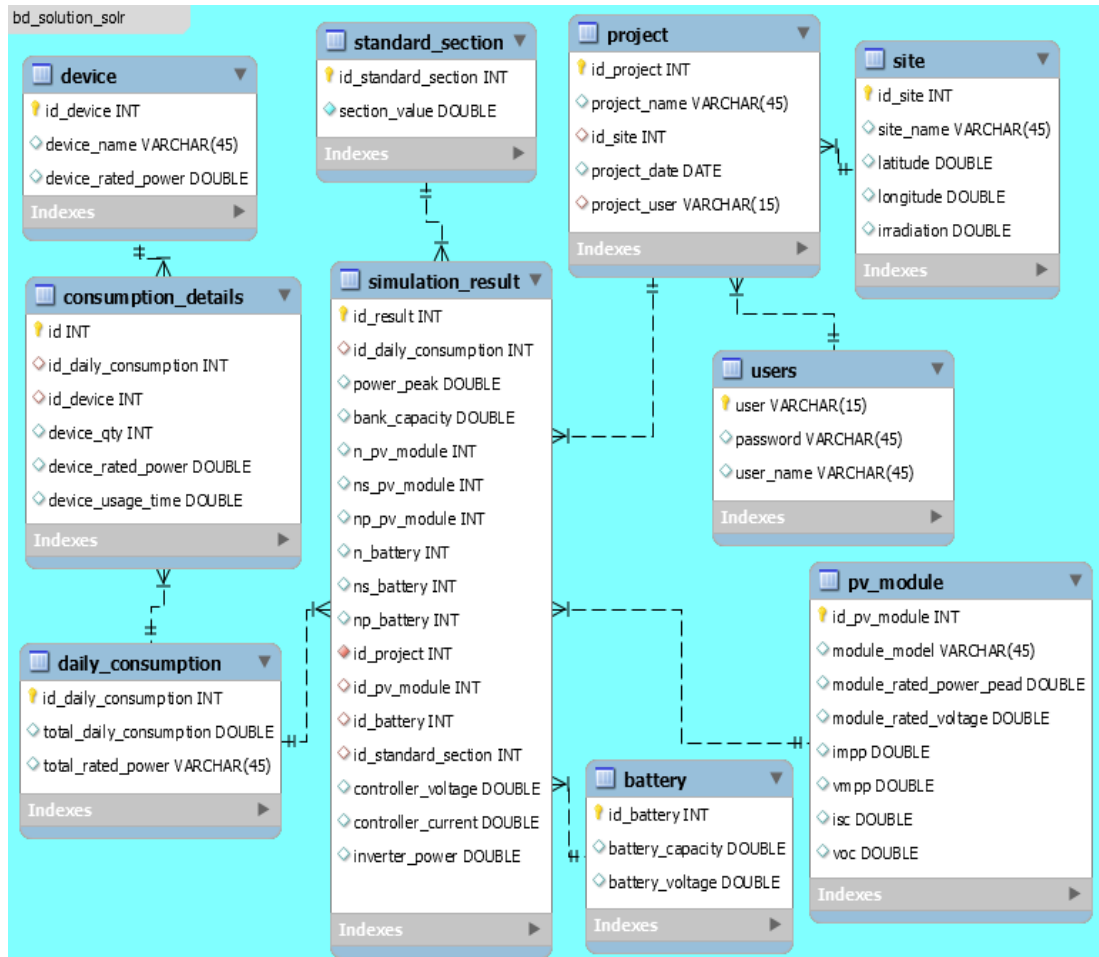 bd_solution_solr
device
id_device INT
device_name VARCHAR(45)
device_rated_power DOUBLE
Indexes
standard_section
id_standard_section INT
section_value DOUBLE
Indexes
project
id_project INT
project_name VARCHAR(45)
id_site INT
project_date DATE
project_user VARCHAR(15)
Indexes
site
id_site INT
site_name VARCHAR(45)
latitude DOUBLE
longitude DOUBLE
irradiation DOUBLE
Indexes
consumption_details
id INT
id_daily_consumption INT
id_device INT
device_qty INT
device_rated_power DOUBLE
device_usage_time DOUBLE
Indexes
simulation_result
id_result INT
id_daily_consumption INT
power_peak DOUBLE
bank_capacity DOUBLE
n_pv_module INT
ns_pv_module INT
np_pv_module INT
n_battery INT
ns_battery INT
np_battery INT
id_project INT
id_pv_module INT
id_battery INT
id_standard_section INT
controller_voltage DOUBLE
controller_current DOUBLE
inverter_power DOUBLE
Indexes
users
user VARCHAR(15)
password VARCHAR(45)
user_name VARCHAR(45)
Indexes
daily_consumption
id_daily_consumption INT
total_daily_consumption DOUBLE
total_rated_power VARCHAR(45)
Indexes
battery
id_battery INT
battery_capacity DOUBLE
battery_voltage DOUBLE
Indexes
pv_module
id_pv_module INT
module_model VARCHAR(45)
module_rated_power_pead DOUBLE
module_rated_voltage DOUBLE
impp DOUBLE
vmpp DOUBLE
isc DOUBLE
voc DOUBLE
Indexes